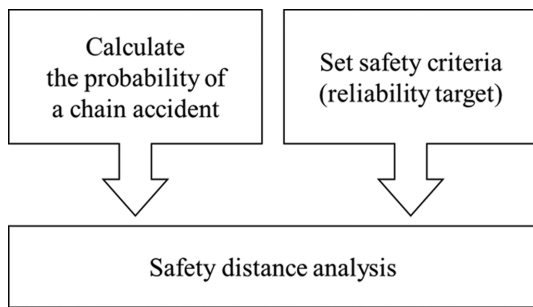 Calculate
the probability of
a chain accident
Set safety criteria
(reliability target)
Safety distance analysis